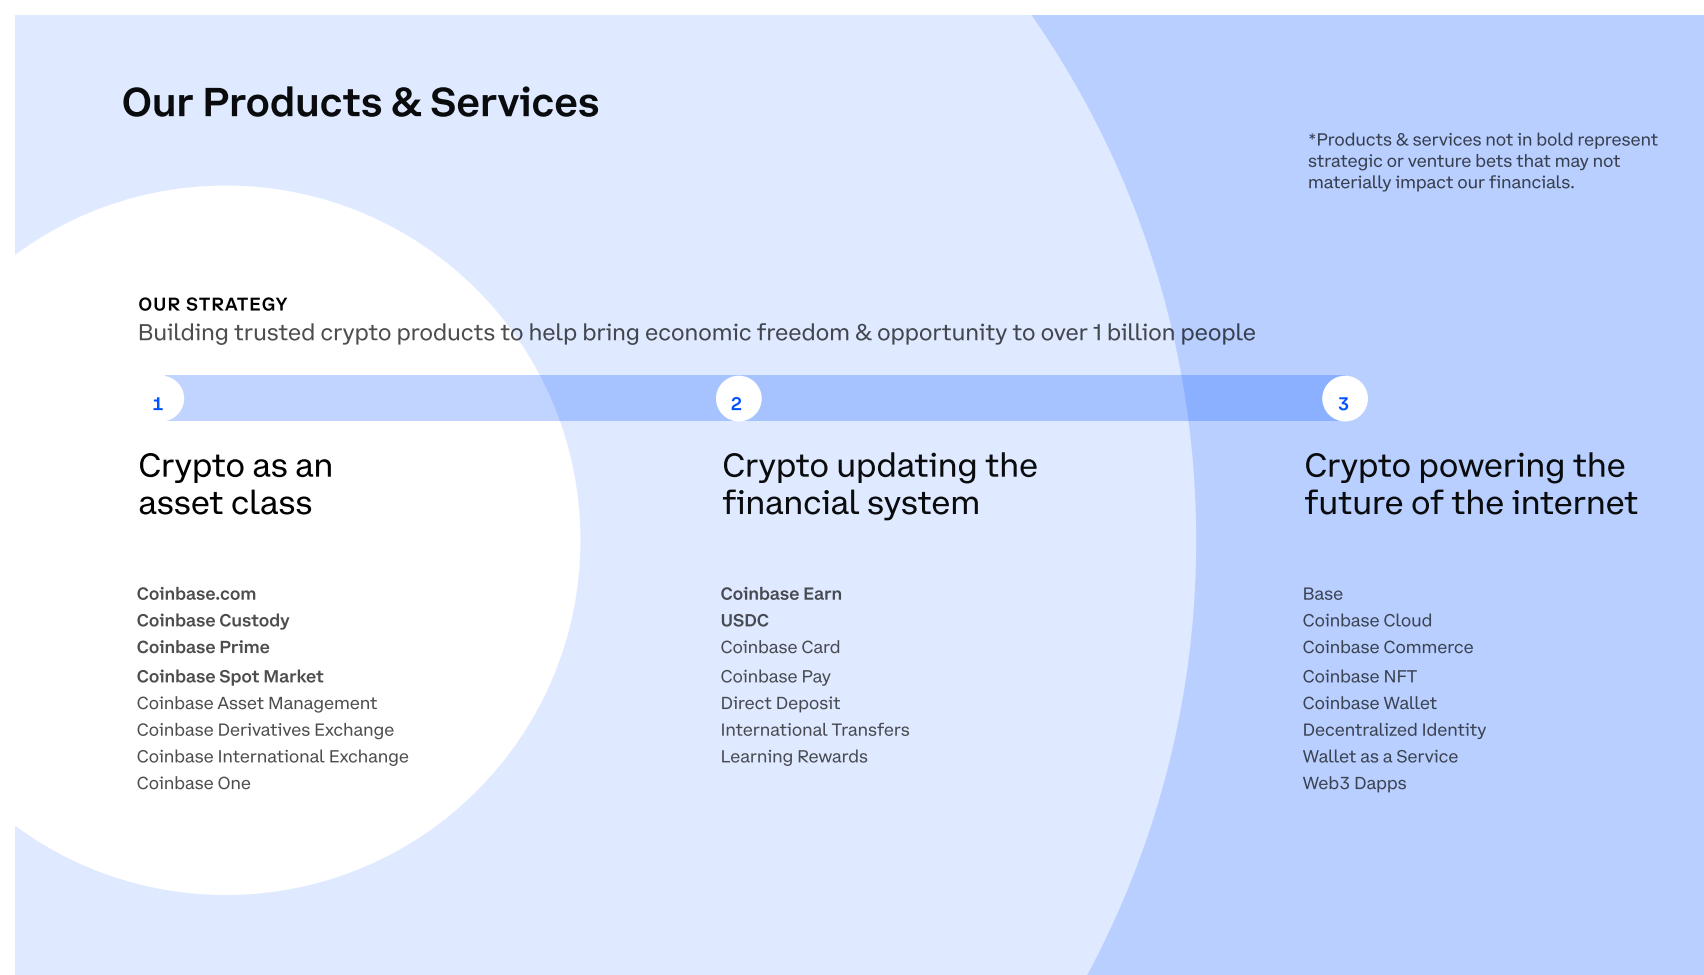 Our Products & Services
*Products & services not in bold represent
strategic or venture bets that may not
materially impact our financials.
OUR STRATEGY
Building trusted crypto products to help bring economic freedom & opportunity to over 1 billion people
1
2
3
Crypto as an
asset class
Coinbase.com
Coinbase Custody
Coinbase Prime
Coinbase Spot Market
Coinbase Asset Management
Coinbase Derivatives Exchange
Coinbase International Exchange
Coinbase One
Crypto updating the
financial system
Coinbase Earn
USDC
Coinbase Card
Coinbase Pay
Direct Deposit
International Transfers
Learning Rewards
Crypto powering the
future of the internet
Base
Coinbase Cloud
Coinbase Commerce
Coinbase NFT
Coinbase Wallet
Decentralized Identity
Wallet as a Service
Web3 Dapps